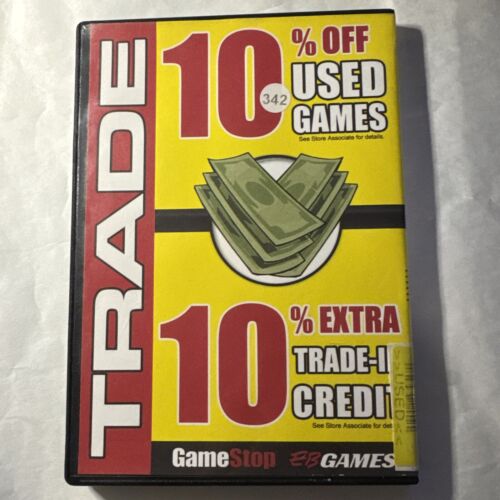 TRADE
10% OFF
USED
GAMES
342
See Store Associate for details.
10% EXTRA
TRADE-I
CREDIT
See Store Associate for det
>>USED<<
GameStop EB GAMES